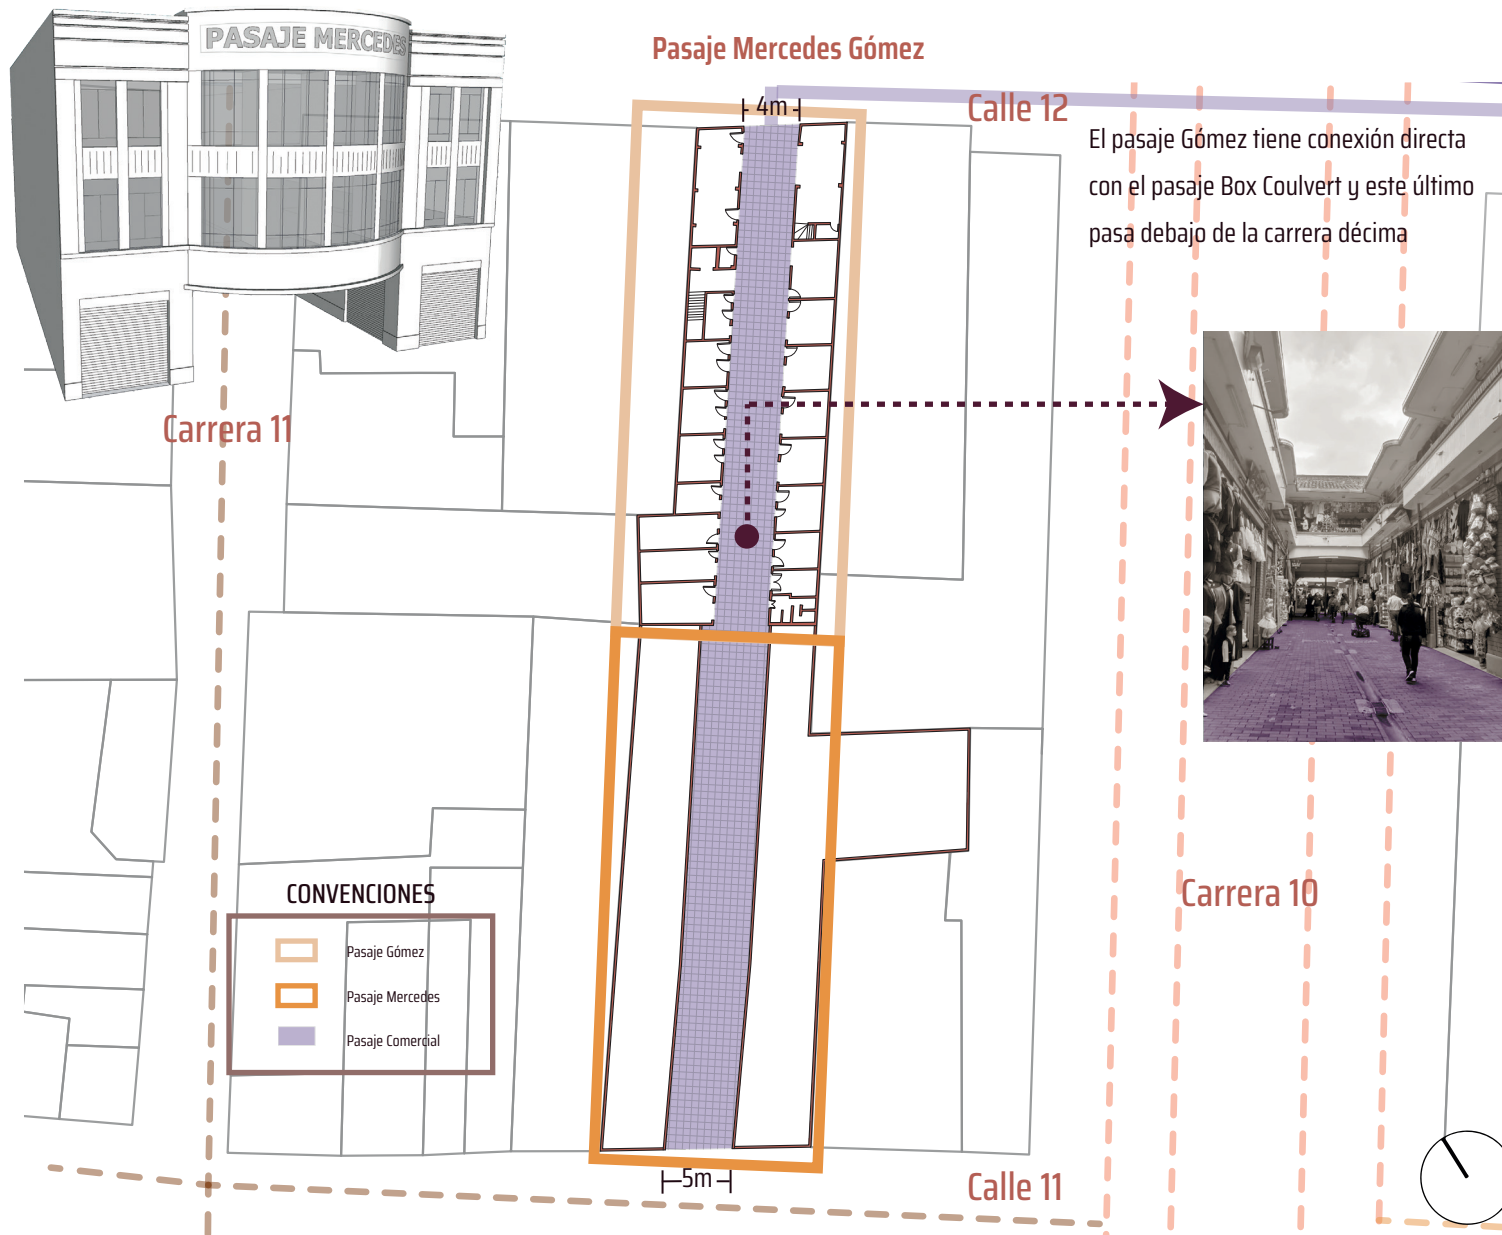 PASAJE MERCEDES
Pasaje Mercedes Gómez
4m
Calle 12
El pasaje Gómez tiene conexión directa
con el pasaje Box Coulvert y este último
pasa debajo de la carrera décima
Carrera 11
Carrera 10
CONVENCIONES
Pasaje Gómez
Pasaje Mercedes
Pasaje Comercial
5m
Calle 11